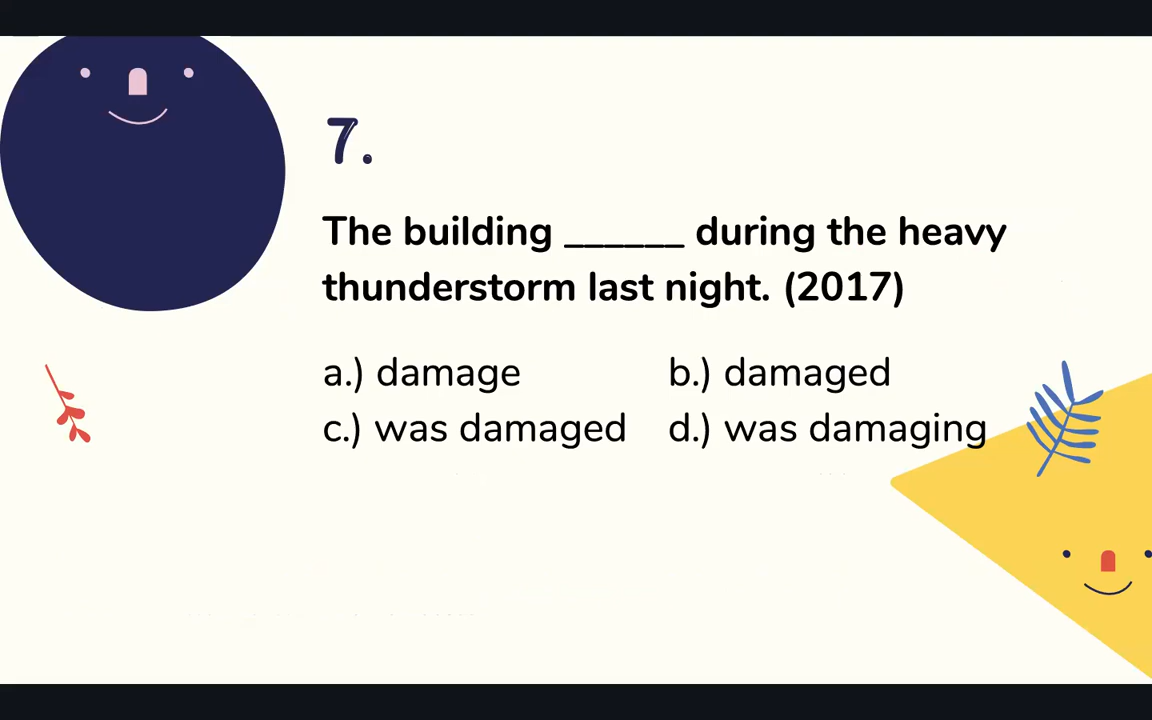 7.
The building ______ during the heavy
thunderstorm last night. (2017)
a.) damage b.) damaged
c.) was damaged d.) was damaging